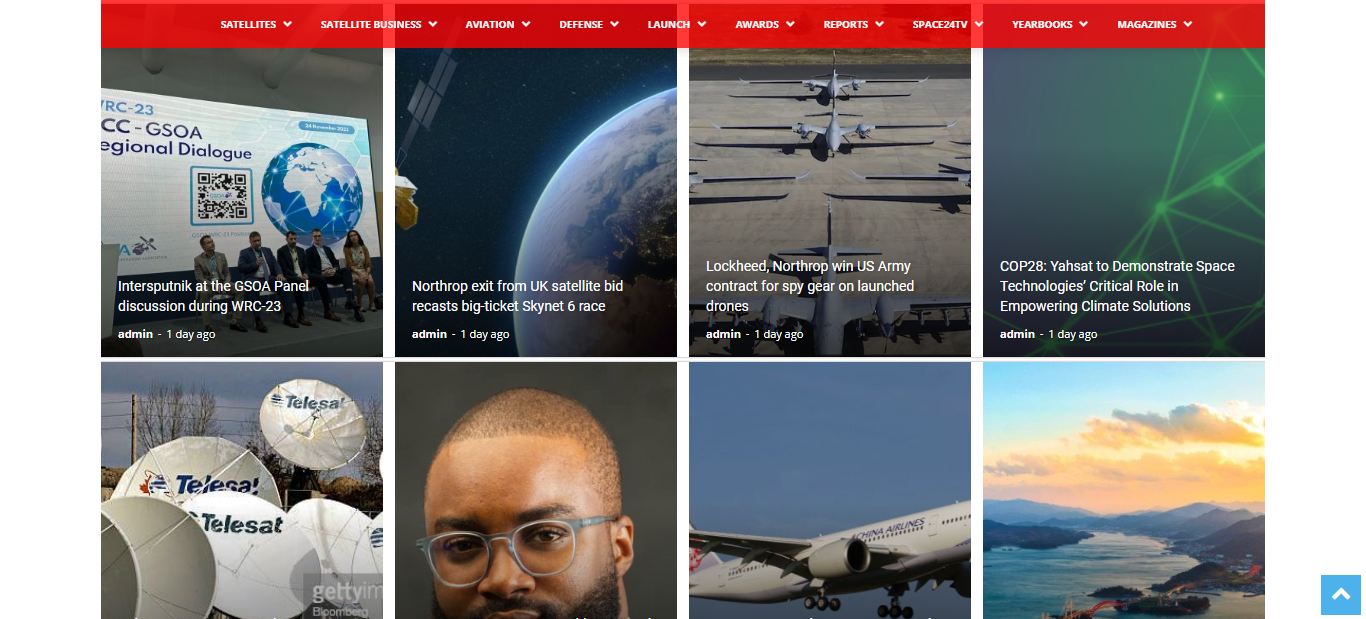 SATELLITES SATELLITE BUSINESS AVIATION DEFENSE LAUNCH AWARDS REPORTS SPACE24TV YEARBOOKS MAGAZINES
WRC-23
24 November 2023
CC-GSOA
egional Dialogue
Intersputnik at the GSOA Panel
discussion during WRC-23
admin - 1 day ago
Northrop exit from UK satellite bid
recasts big-ticket Skynet 6 race
admin - 1 day ago
Lockheed, Northrop win US Army
contract for spy gear on launched
drones
admin - 1 day ago
COP28: Yahsat to Demonstrate Space
Technologies’ Critical Role in
Empowering Climate Solutions
admin - 1 day ago
Telesat
Telesat
Telesat
gettyim
Bloomberg
CHINA AIRLINES